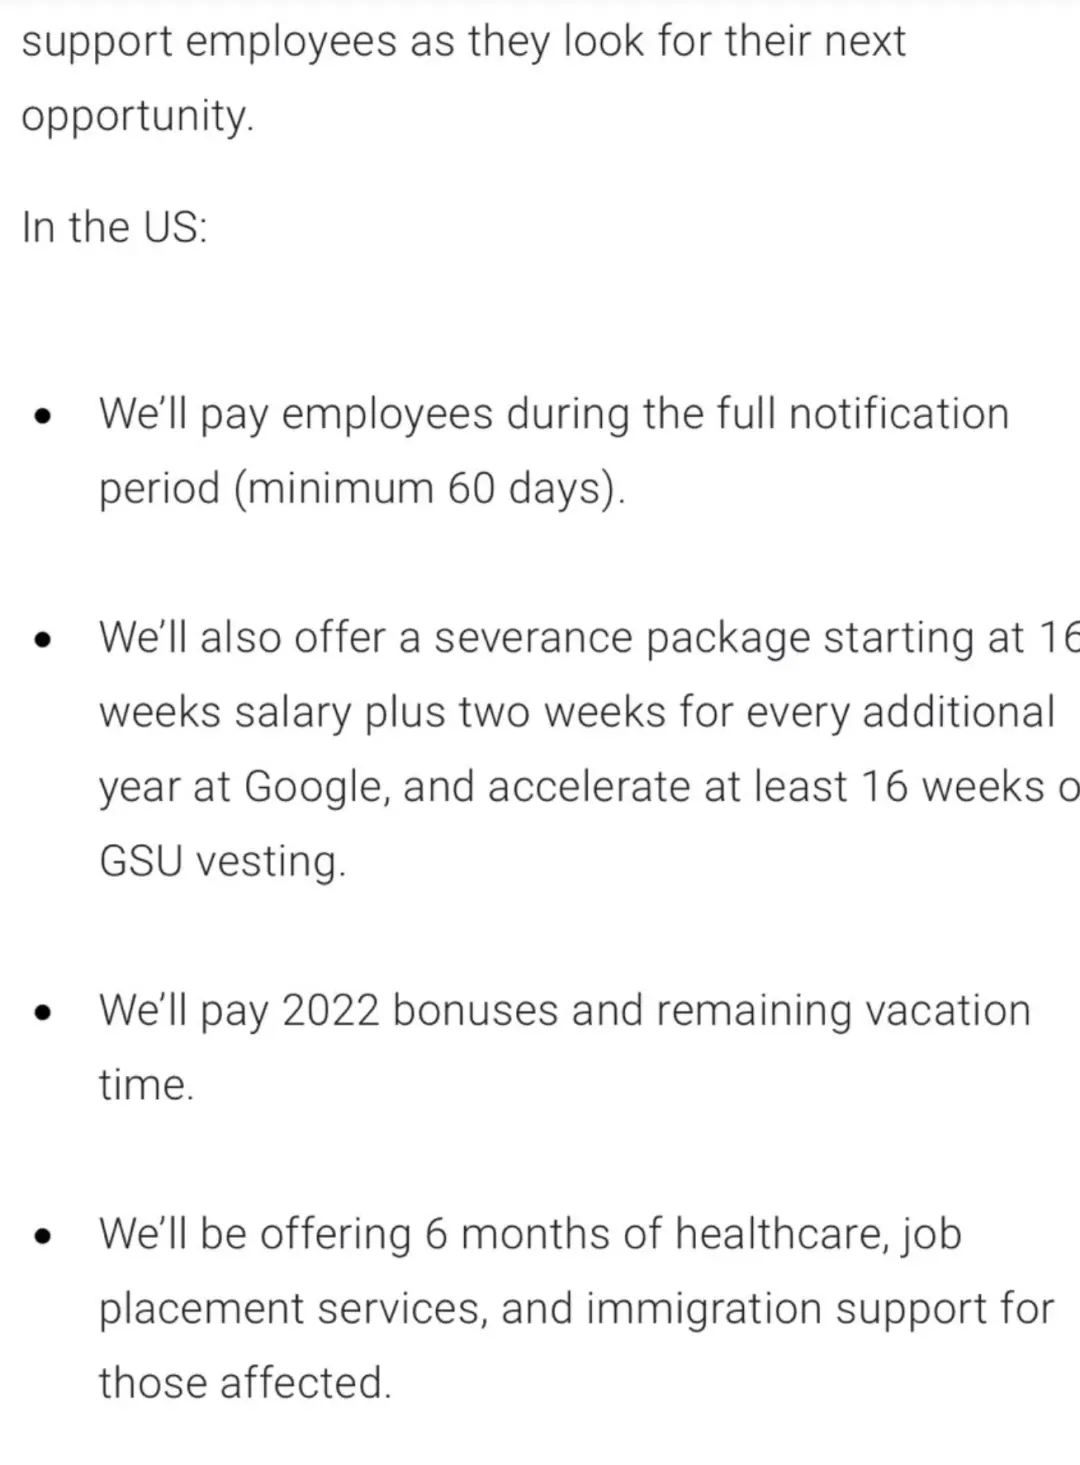 support employees as they look for their next
opportunity.
In the US:
• We'll pay employees during the full notification
period (minimum 60 days).
• We'll also offer a severance package starting at 16
weeks salary plus two weeks for every additional
year at Google, and accelerate at least 16 weeks o
GSU vesting.
• We'll pay 2022 bonuses and remaining vacation
time.
• We'll be offering 6 months of healthcare, job
placement services, and immigration support for
those affected.